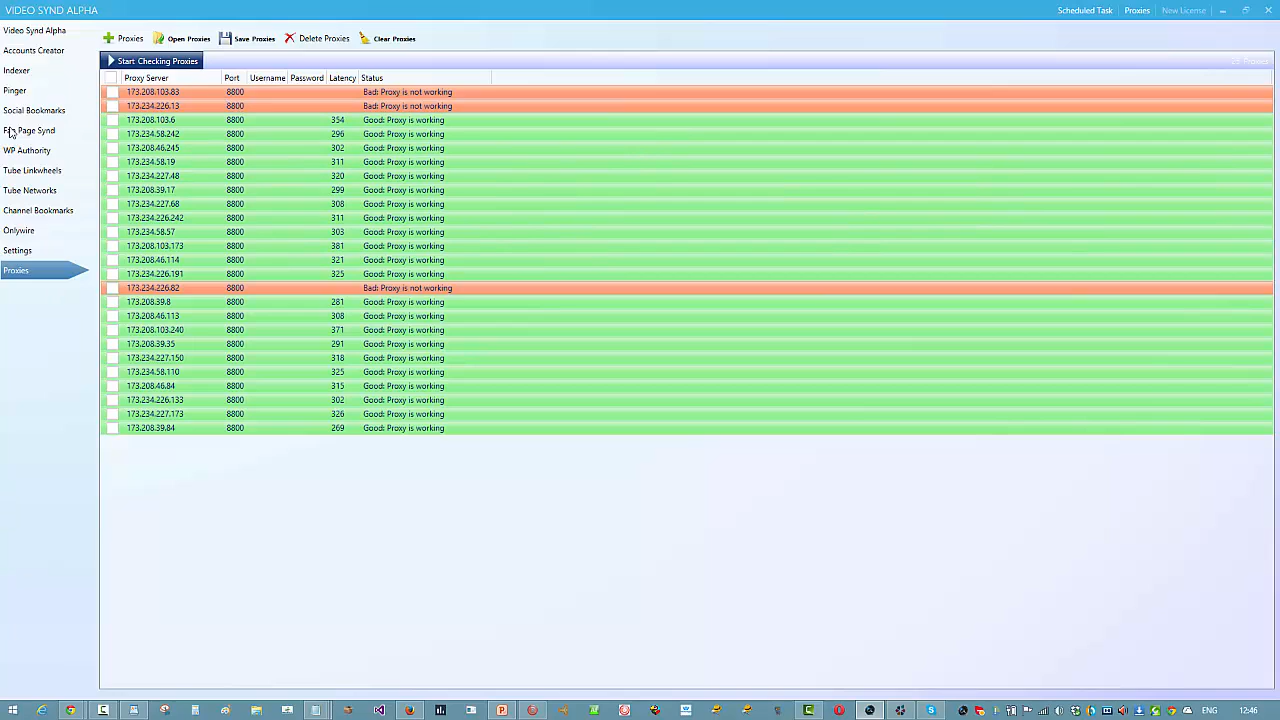 VIDEO SYND ALPHA
Scheduled Task Proxies New License
Video Synd Alpha
Accounts Creator
Indexer
Pinger
Social Bookmarks
Page Synd
WP Authority
Tube Linkwheels
Tube Networks
Channel Bookmarks
Onlywire
Settings
Proxies
Proxies Open Proxies Save Proxies Delete Proxies Clear Proxies
Start Checking Proxies 25 Proxies
Proxy Server Port Username Password Latency Status
173.208.103.83 8800 Bad: Proxy is not working
173.234.226.13 8800 Bad: Proxy is not working
173.208.103.6 8800 354 Good: Proxy is working
173.234.58.242 8800 296 Good: Proxy is working
173.208.46.245 8800 302 Good: Proxy is working
173.234.58.19 8800 311 Good: Proxy is working
173.234.227.48 8800 320 Good: Proxy is working
173.208.39.17 8800 299 Good: Proxy is working
173.234.227.68 8800 308 Good: Proxy is working
173.234.226.242 8800 311 Good: Proxy is working
173.234.58.57 8800 303 Good: Proxy is working
173.208.103.173 8800 381 Good: Proxy is working
173.208.46.114 8800 321 Good: Proxy is working
173.234.226.191 8800 325 Good: Proxy is working
173.234.226.82 8800 Bad: Proxy is not working
173.208.39.8 8800 281 Good: Proxy is working
173.208.46.113 8800 308 Good: Proxy is working
173.208.103.240 8800 371 Good: Proxy is working
173.208.39.35 8800 291 Good: Proxy is working
173.234.227.150 8800 318 Good: Proxy is working
173.234.58.110 8800 325 Good: Proxy is working
173.208.46.84 8800 315 Good: Proxy is working
173.234.226.133 8800 302 Good: Proxy is working
173.234.227.173 8800 326 Good: Proxy is working
173.208.39.84 8800 269 Good: Proxy is working
ENG 12:46